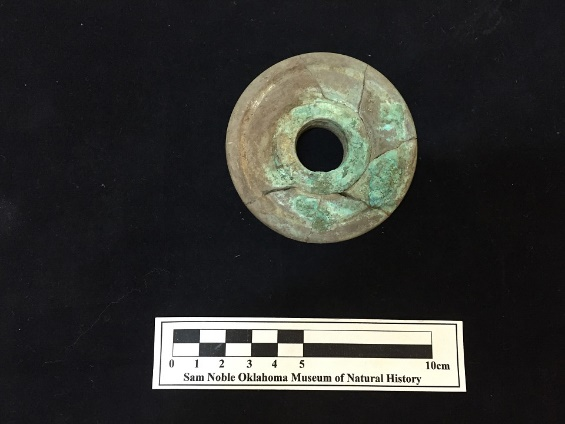 0 1 2 3 4 5 10cm
Sam Noble Oklahoma Museum of Natural History